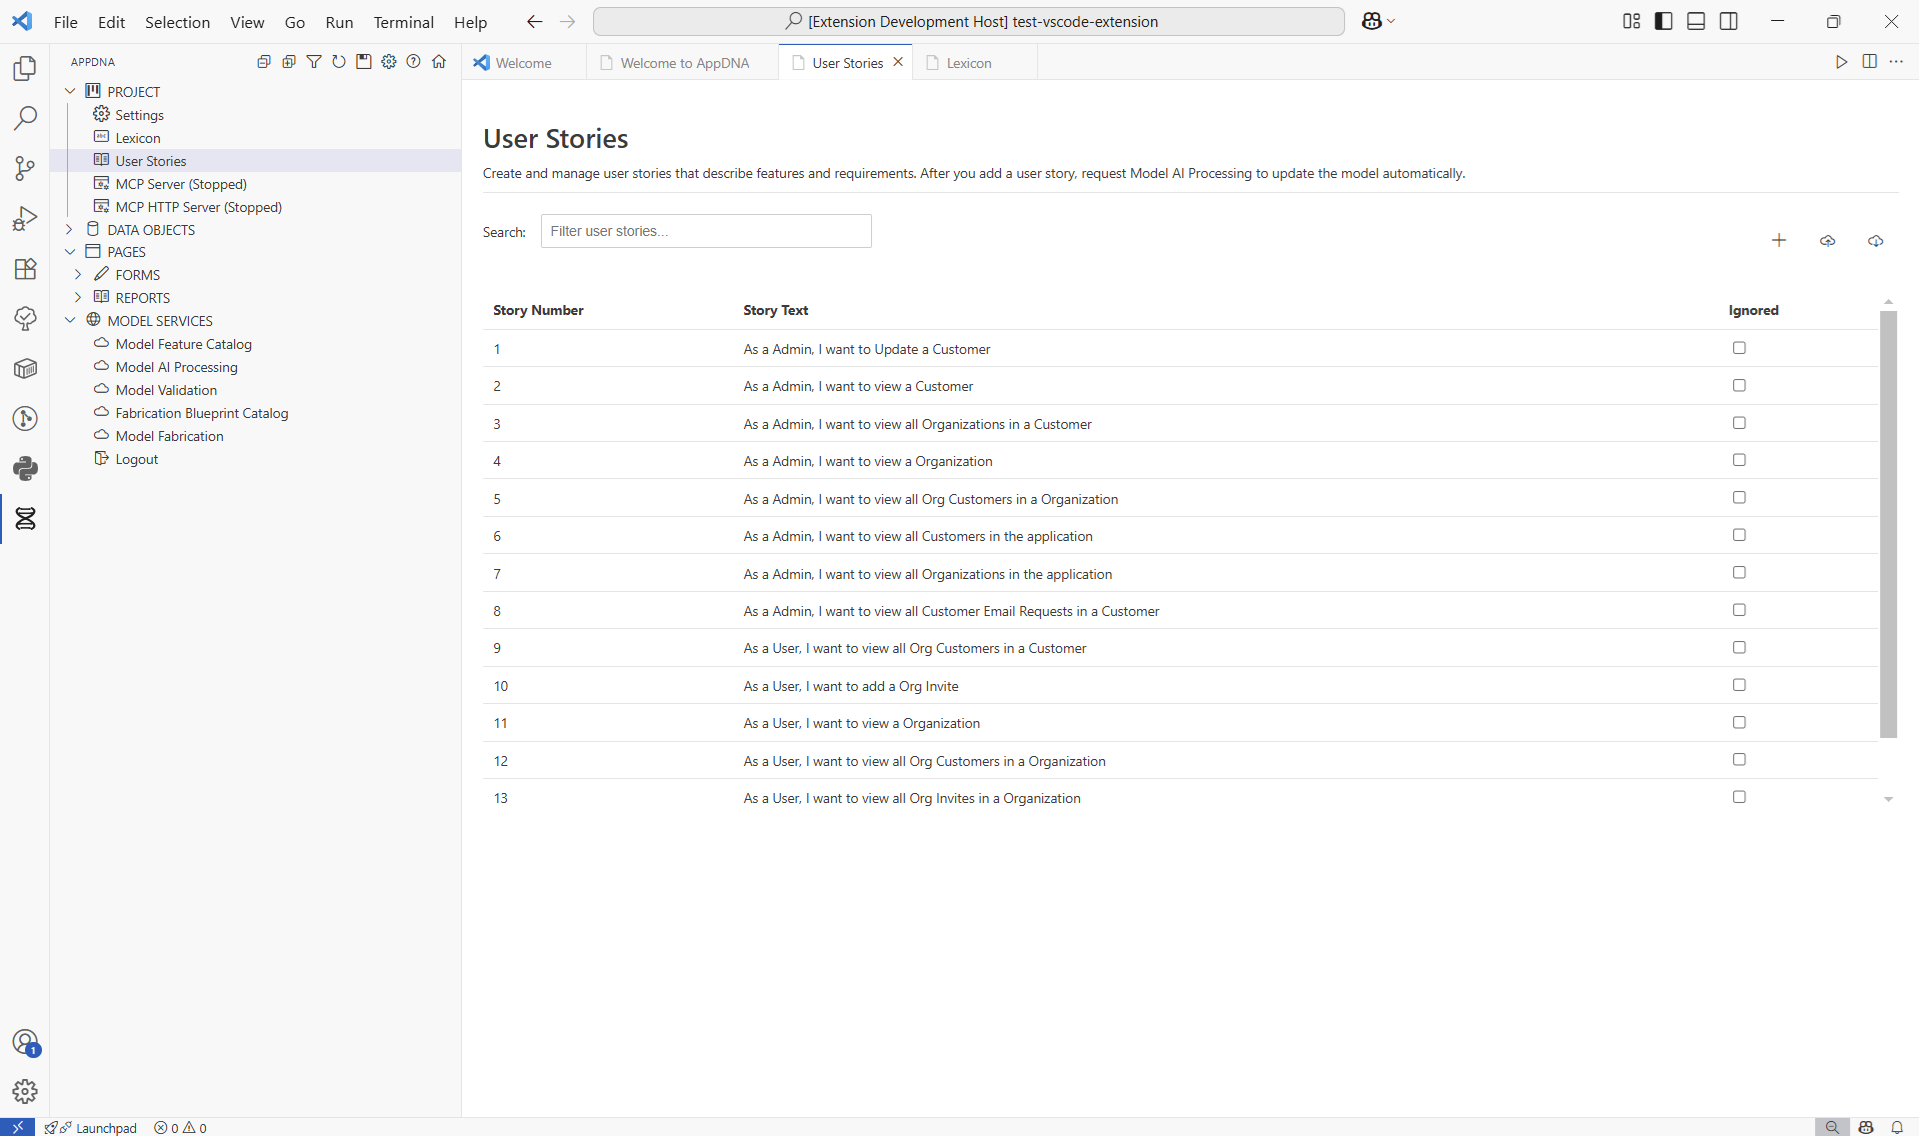 File Edit Selection View Go Run Terminal Help
[Extension Development Host] test-vscode-extension
APPDNA
PROJECT
Settings
Lexicon
User Stories
MCP Server (Stopped)
MCP HTTP Server (Stopped)
DATA OBJECTS
PAGES
FORMS
REPORTS
MODEL SERVICES
Model Feature Catalog
Model AI Processing
Model Validation
Fabrication Blueprint Catalog
Model Fabrication
Logout
Welcome
Welcome to AppDNA
User Stories
Lexicon
User Stories
Create and manage user stories that describe features and requirements. After you add a user story, request Model AI Processing to update the model automatically.
Search: Filter user stories...
Story Number Story Text Ignored
1 As a Admin, I want to Update a Customer
2 As a Admin, I want to view a Customer
3 As a Admin, I want to view all Organizations in a Customer
4 As a Admin, I want to view a Organization
5 As a Admin, I want to view all Org Customers in a Organization
6 As a Admin, I want to view all Customers in the application
7 As a Admin, I want to view all Organizations in the application
8 As a Admin, I want to view all Customer Email Requests in a Customer
9 As a User, I want to view all Org Customers in a Customer
10 As a User, I want to add a Org Invite
11 As a User, I want to view a Organization
12 As a User, I want to view all Org Customers in a Organization
13 As a User, I want to view all Org Invites in a Organization
1
Launchpad 0 0